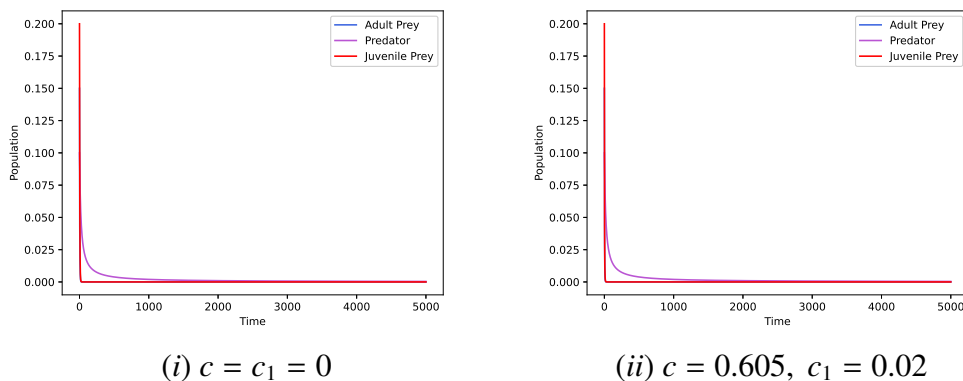 0.200
0.175
0.150
0.125
0.100
0.075
0.050
0.025
0.000
Population
0 1000 2000 3000 4000 5000
Time
Adult Prey
Predator
Juvenile Prey
(i) c = c₁ = 0
0.200
0.175
0.150
0.125
0.100
0.075
0.050
0.025
0.000
Population
0 1000 2000 3000 4000 5000
Time
Adult Prey
Predator
Juvenile Prey
(ii) c = 0.605, c₁ = 0.02